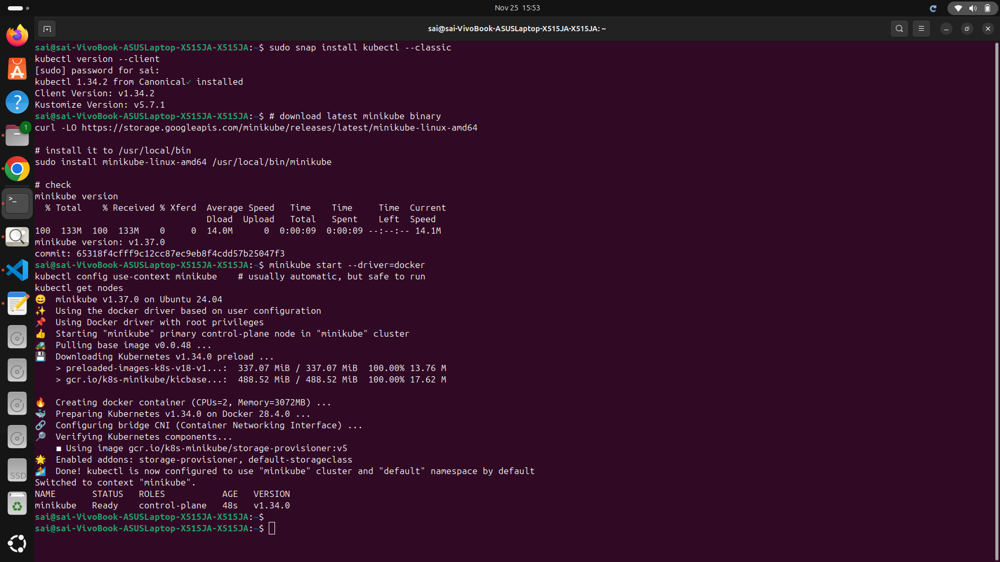 Nov 25 15:53
sai@sai-VivoBook-ASUSLaptop-X515JA-X515JA: ~
sai@sai-VivoBook-ASUSLaptop-X515JA-X515JA:~$ sudo snap install kubectl --classic
kubectl version --client
[sudo] password for sai:
kubectl 1.34.2 from Canonical✓ installed
Client Version: v1.34.2
Kustomize Version: v5.7.1
sai@sai-VivoBook-ASUSLaptop-X515JA-X515JA:~$ # download latest minikube binary
curl -LO https://storage.googleapis.com/minikube/releases/latest/minikube-linux-amd64
# install it to /usr/local/bin
sudo install minikube-linux-amd64 /usr/local/bin/minikube
# check
minikube version
% Total % Received % Xferd Average Speed Time Time Time Current
Dload Upload Total Spent Left Speed
100 133M 100 133M 0 0 14.0M 0 0:00:09 0:00:09 --:--:-- 14.1M
minikube version: v1.37.0
commit: 65318f4cfff9c12cc87ec9eb8f4cdd57b25047f3
sai@sai-VivoBook-ASUSLaptop-X515JA-X515JA:~$ minikube start --driver=docker
kubectl config use-context minikube # usually automatic, but safe to run
kubectl get nodes
😄 minikube v1.37.0 on Ubuntu 24.04
✨ Using the docker driver based on user configuration
📌 Using Docker driver with root privileges
👍 Starting "minikube" primary control-plane node in "minikube" cluster
🚜 Pulling base image v0.0.48 ...
💾 Downloading Kubernetes v1.34.0 preload ...
> preloaded-images-k8s-v18-v1...: 337.07 MiB / 337.07 MiB 100.00% 13.76 M
> gcr.io/k8s-minikube/kicbase...: 488.52 MiB / 488.52 MiB 100.00% 17.62 M
🔥 Creating docker container (CPUs=2, Memory=3072MB) ...
🐳 Preparing Kubernetes v1.34.0 on Docker 28.4.0 ...
🔗 Configuring bridge CNI (Container Networking Interface) ...
🔎 Verifying Kubernetes components...
■ Using image gcr.io/k8s-minikube/storage-provisioner:v5
🌟 Enabled addons: storage-provisioner, default-storageclass
🏄 Done! kubectl is now configured to use "minikube" cluster and "default" namespace by default
Switched to context "minikube".
NAME STATUS ROLES AGE VERSION
minikube Ready control-plane 48s v1.34.0
sai@sai-VivoBook-ASUSLaptop-X515JA-X515JA:~$
sai@sai-VivoBook-ASUSLaptop-X515JA-X515JA:~$
1
>_
SSD